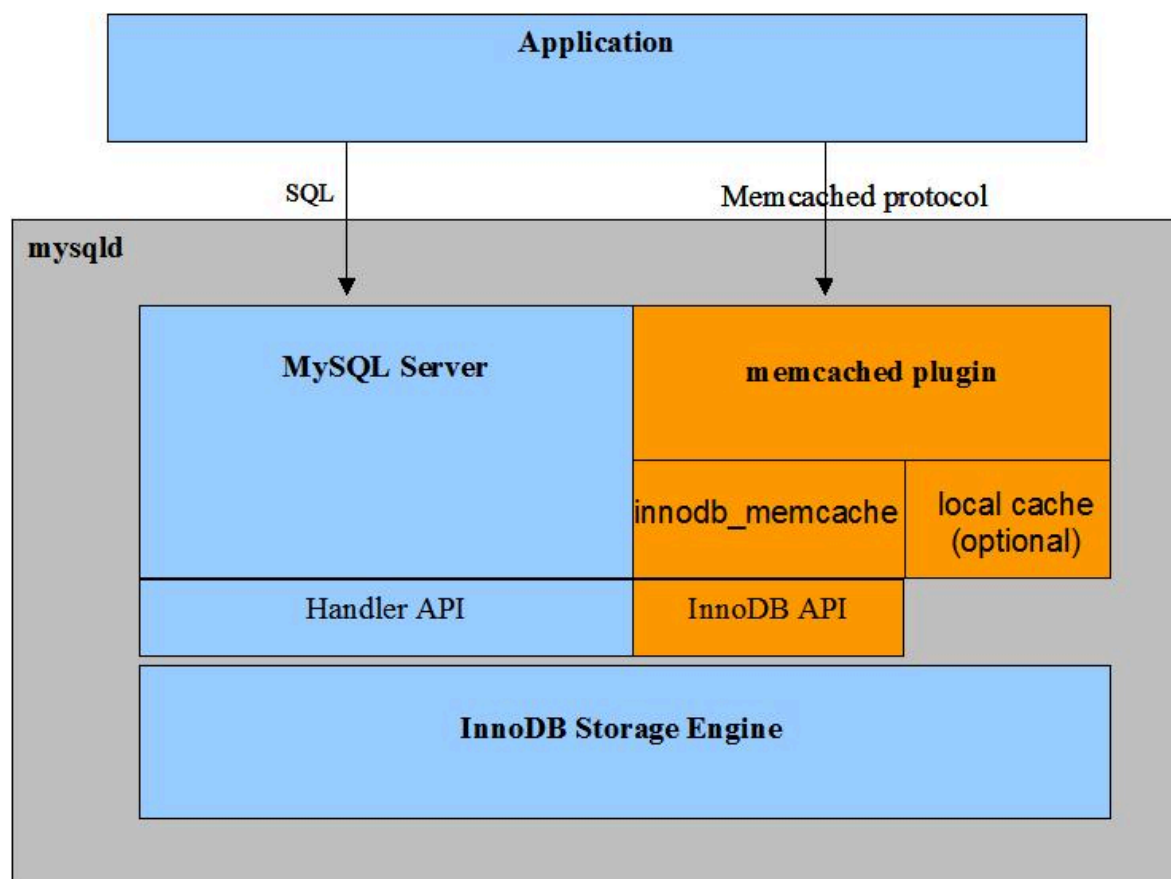 Application
SQL
Memcached protocol
mysqld
MySQL Server
memcached plugin
innodb_memcache
local cache
(optional)
Handler API
InnoDB API
InnoDB Storage Engine